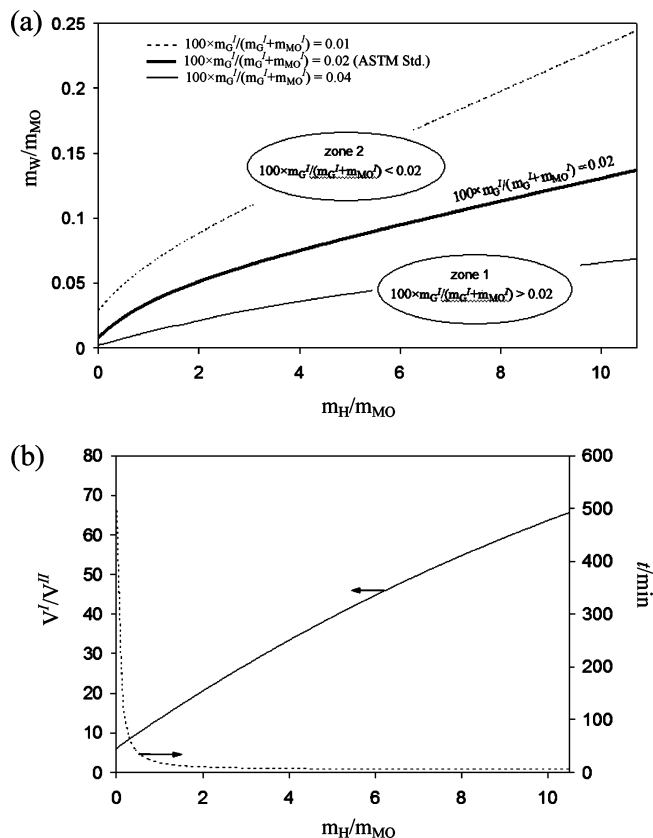 (a)
100×m_G^I/(m_G^I+m_MO^I) = 0.01
100×m_G^I/(m_G^I+m_MO^I) = 0.02 (ASTM Std.)
100×m_G^I/(m_G^I+m_MO^I) = 0.04
0.25
0.2
0.15
0.1
0.05
0
m_W/m_MO
zone 2
100×m_G^I/(m_G^I+m_MO^I) < 0.02
100×m_G^I/(m_G^I+m_MO^I) = 0.02
zone 1
100×m_G^I/(m_G^I+m_MO^I) > 0.02
0 2 4 6 8 10
m_H/m_MO
(b)
80
70
60
50
40
30
20
10
0
V^I/V^II
600
500
400
300
200
100
0
t/min
0 2 4 6 8 10
m_H/m_MO